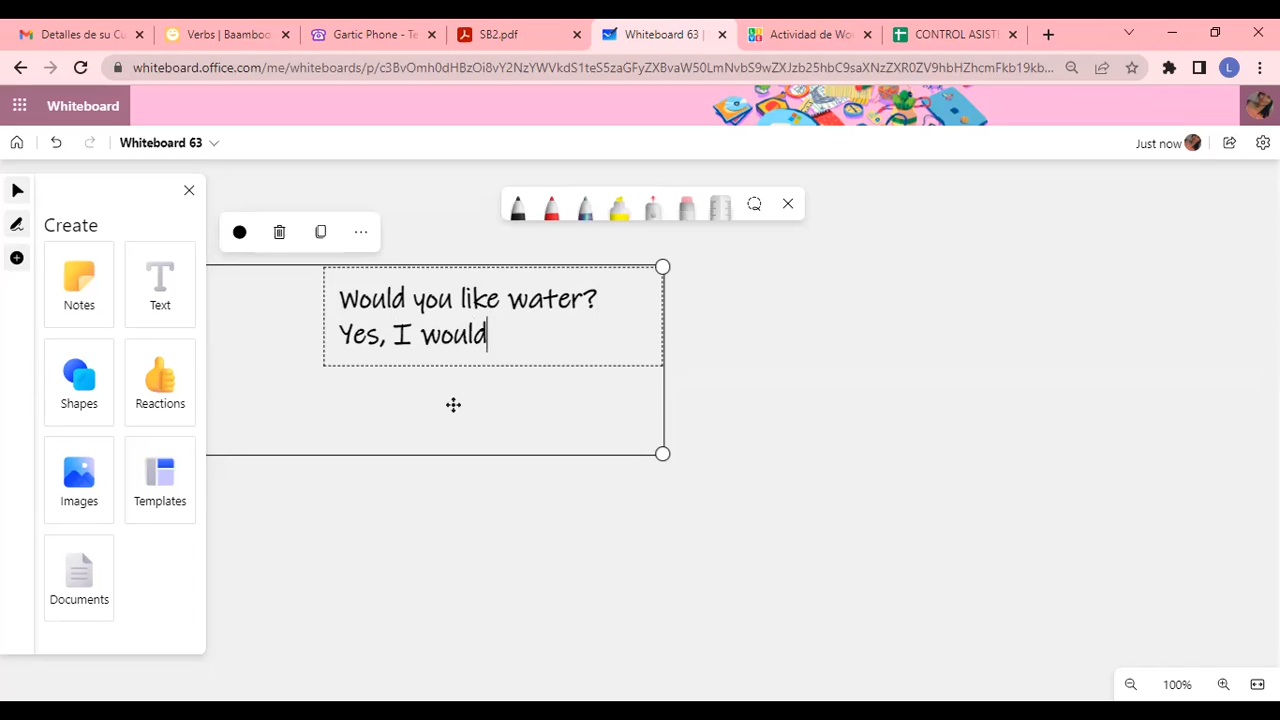 Detalles de su Cu
Verbs | Baamboo
Gartic Phone - Te
SB2.pdf
Whiteboard 63 |
Actividad de Wo
CONTROL ASIST
whiteboard.office.com/me/whiteboards/p/
L
Whiteboard
Whiteboard 63
Just now
Create
Notes
Text
Shapes
Reactions
Images
Templates
Documents
Would you like water?
Yes, I would
100%